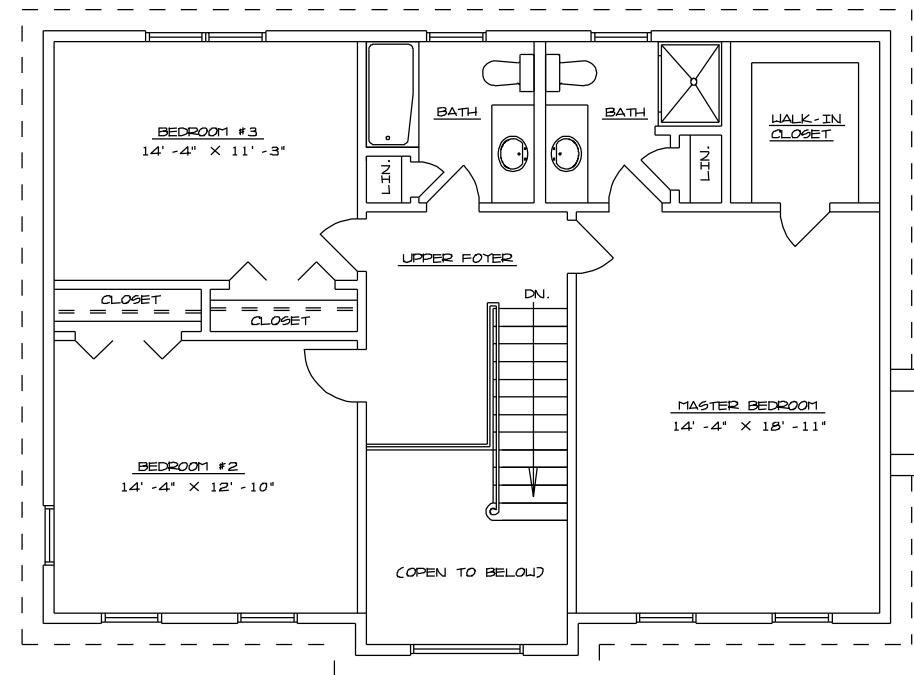 BATH
BATH
WALK-IN
CLOSET
BEDROOM #3
14' -4" X 11' -3"
LIN.
LIN.
UPPER FOYER
DN.
CLOSET
CLOSET
MASTER BEDROOM
14' -4" X 18' -11"
BEDROOM #2
14' -4" X 12' -10"
(OPEN TO BELOW)